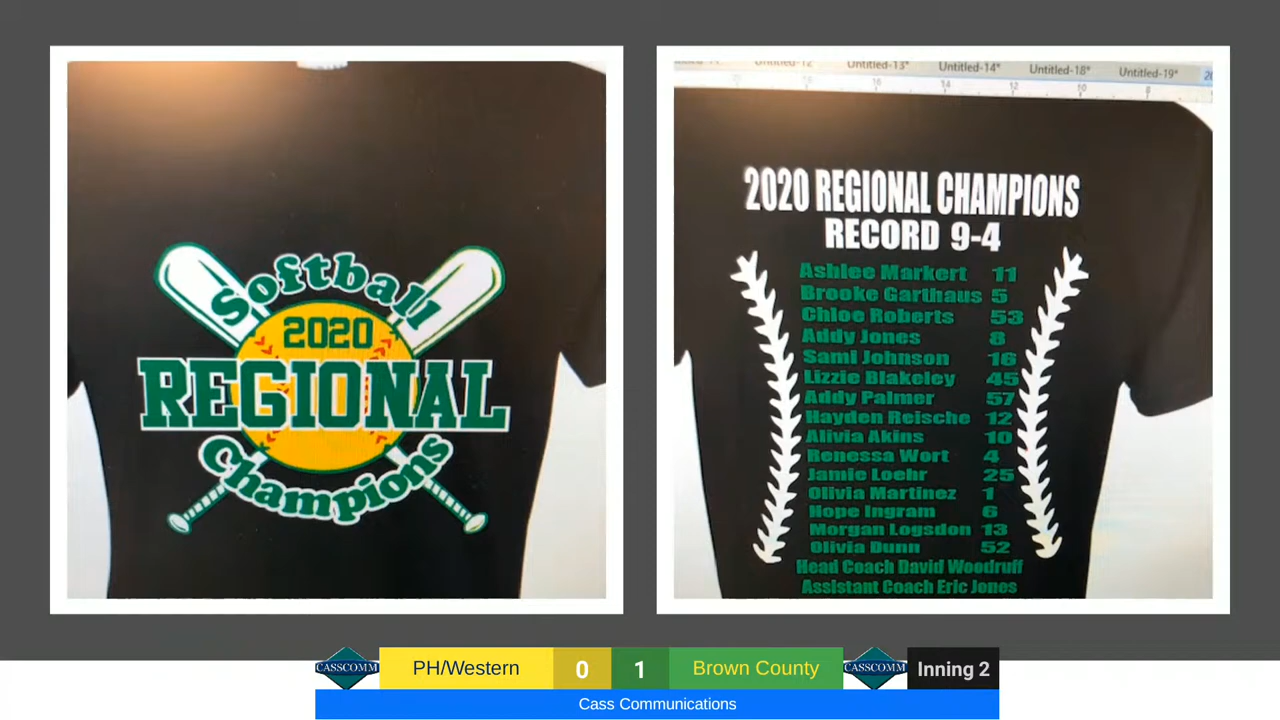 Softball
2020
REGIONAL
Champions
Untitled-13*
Untitled-14*
Untitled-18*
Untitled-19*
16
14
12
10
8
2020 REGIONAL CHAMPIONS
RECORD 9-4
Ashlee Markert 11
Brooke Garthaus 5
Chloe Roberts 53
Addy Jones 8
Sami Johnson 16
Lizzie Blakeley 45
Addy Palmer 57
Hayden Reische 12
Alivia Akins 10
Renessa Wort 4
Jamie Loehr 25
Olivia Martinez 1
Hope Ingram 6
Morgan Logsdon 13
Olivia Dunn 52
Head Coach David Woodruff
Assistant Coach Eric Jones
CASSCOMM PH/Western 0 1 Brown County CASSCOMM Inning 2
Cass Communications